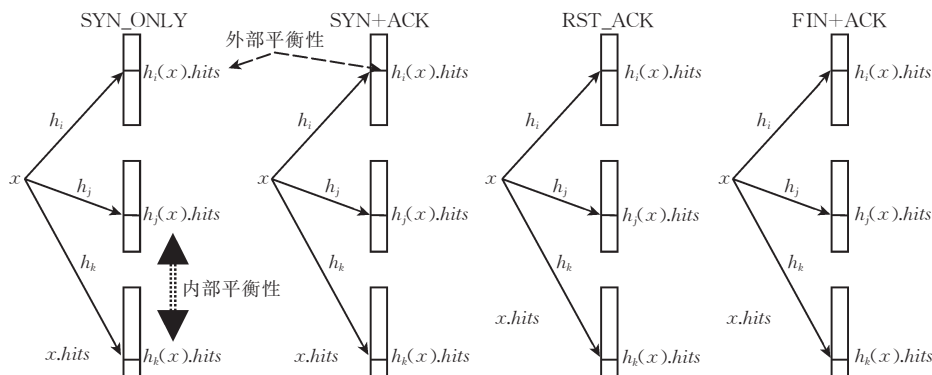 SYN_ONLY SYN+ACK RST_ACK FIN+ACK
外部平衡性
h_i(x).hits h_i(x).hits h_i(x).hits h_i(x).hits
h_i h_i h_i h_i
x h_j x h_j x h_j x h_j
h_j(x).hits h_j(x).hits h_j(x).hits h_j(x).hits
h_k h_k h_k h_k
内部平衡性
x.hits x.hits x.hits x.hits
h_k(x).hits h_k(x).hits h_k(x).hits h_k(x).hits